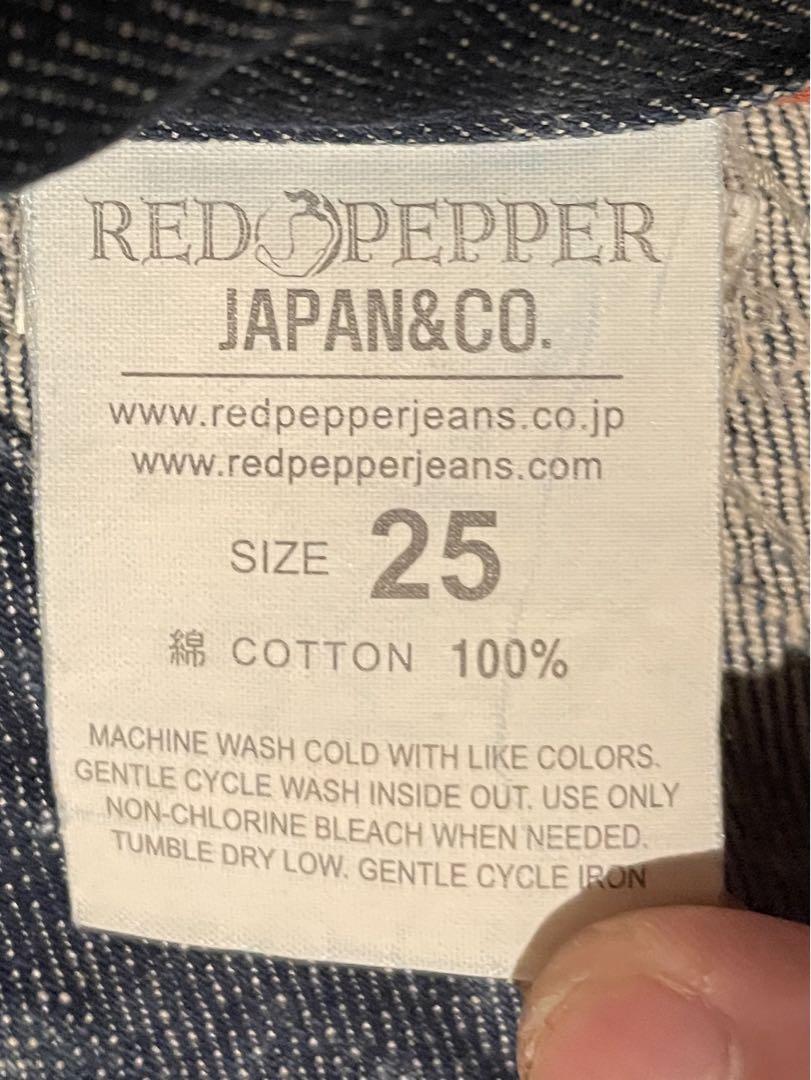 RED PEPPER
JAPAN&CO.
www.redpepperjeans.co.jp
www.redpepperjeans.com
SIZE 25
綿 COTTON 100%
MACHINE WASH COLD WITH LIKE COLORS.
GENTLE CYCLE WASH INSIDE OUT. USE ONLY
NON-CHLORINE BLEACH WHEN NEEDED.
TUMBLE DRY LOW. GENTLE CYCLE IRON